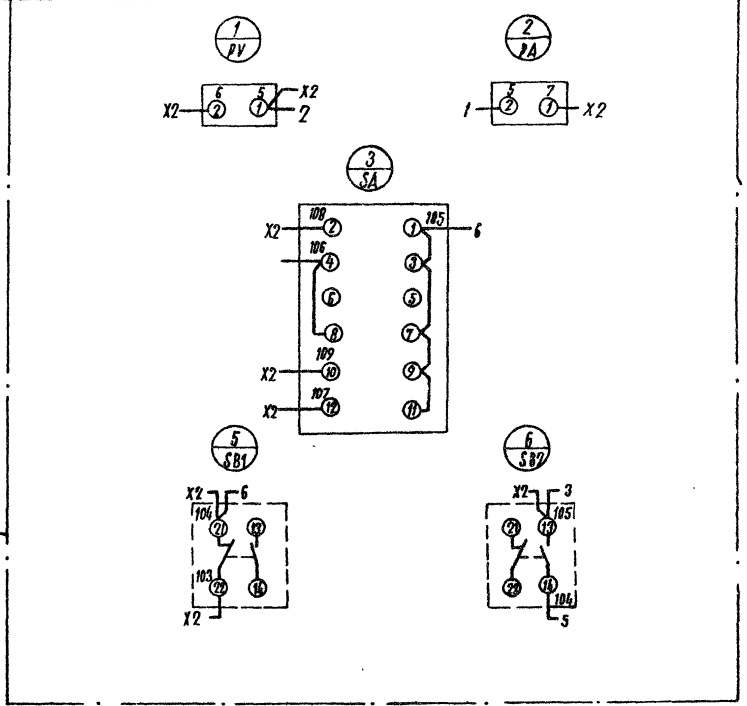 1 2
PV PA
6 5 X2 5 7
X2 2 1 2 1 2 1 X2
3
SA
108 105
X2 2 1 6
106
4 3
6 5
8 7
109
X2 10 9
107
X2 12 11
5 6
SB1 SB2
X2 6 X2 3
104 21 13 21 13 105
103 22 14 22 14 104
X2 5